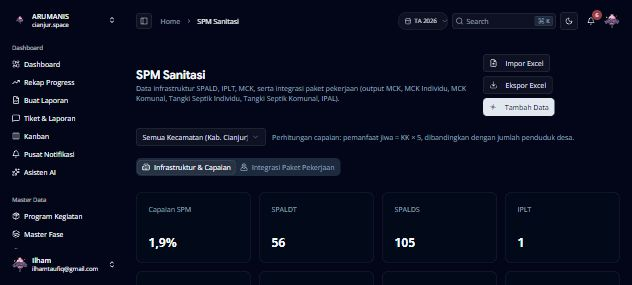 ARUMANIS
cianjur.space
Home > SPM Sanitasi
TA 2026
Search
⌘ K
6
Dashboard
Dashboard
Rekap Progress
Buat Laporan
Tiket & Laporan
Kanban
Pusat Notifikasi
Asisten AI
Master Data
Program Kegiatan
Master Fase
Ilham
ilhamtaufiq@gmail.com
SPM Sanitasi
Data infrastruktur SPALD, IPLT, MCK, serta integrasi paket pekerjaan (output MCK, MCK Individu, MCK
Komunal, Tangki Septik Individu, Tangki Septik Komunal, IPAL).
Impor Excel
Ekspor Excel
Tambah Data
Semua Kecamatan (Kab. Cianjur)
Perhitungan capaian: pemanfaat jiwa = KK × 5, dibandingkan dengan jumlah penduduk desa.
Infrastruktur & Capaian
Integrasi Paket Pekerjaan
Capaian SPM
1,9%
SPALDT
56
SPALDS
105
IPLT
1